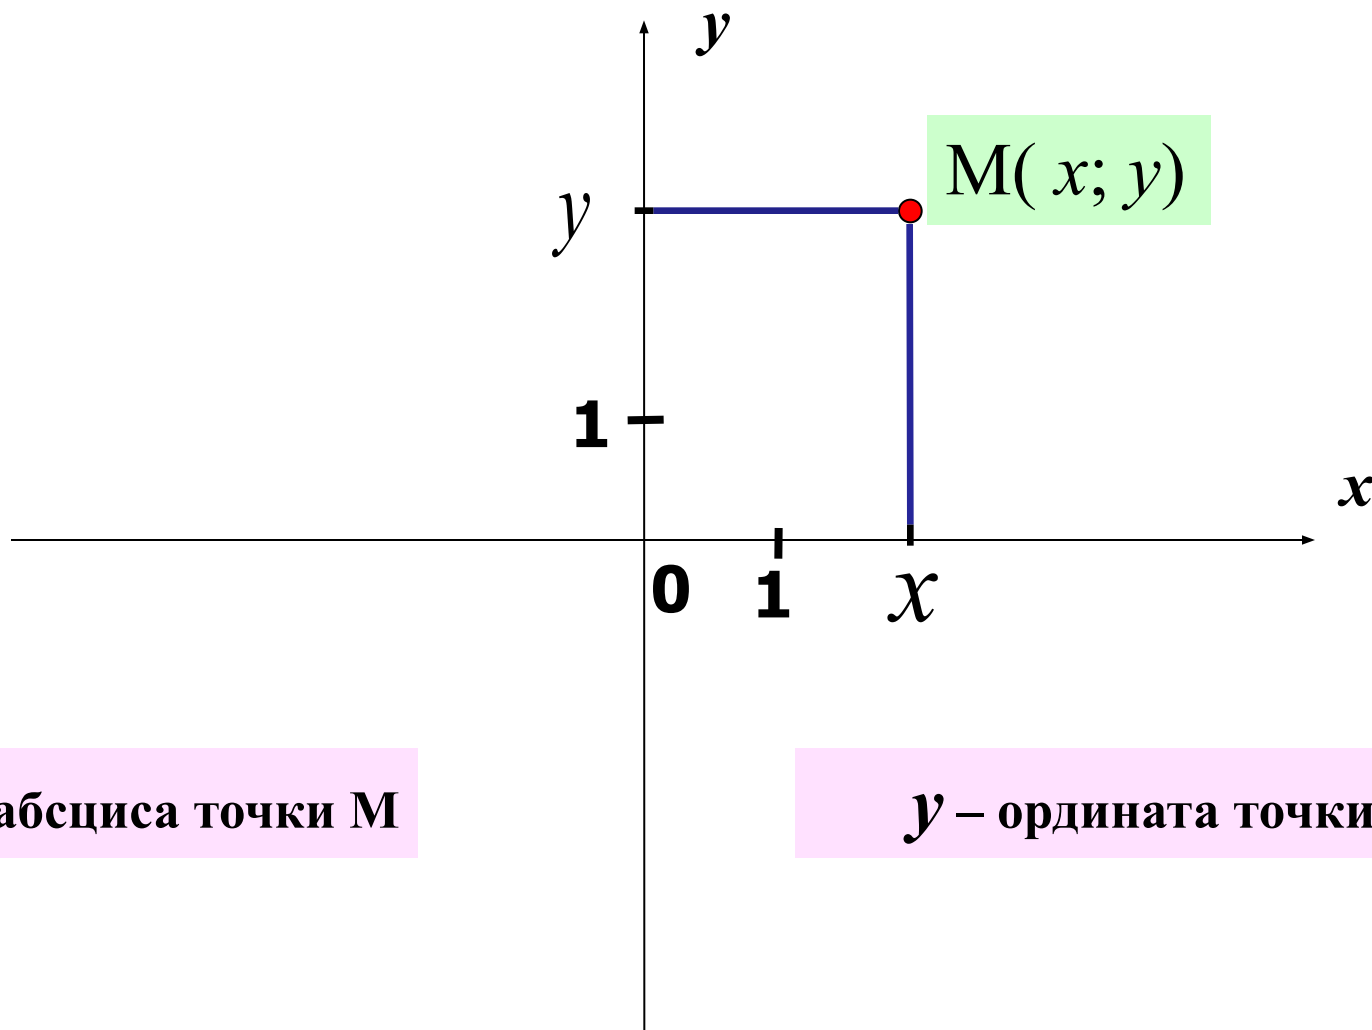 y
M( x; y)
y
1
x
0
1
x
абсциса точки М
y – ордината точки